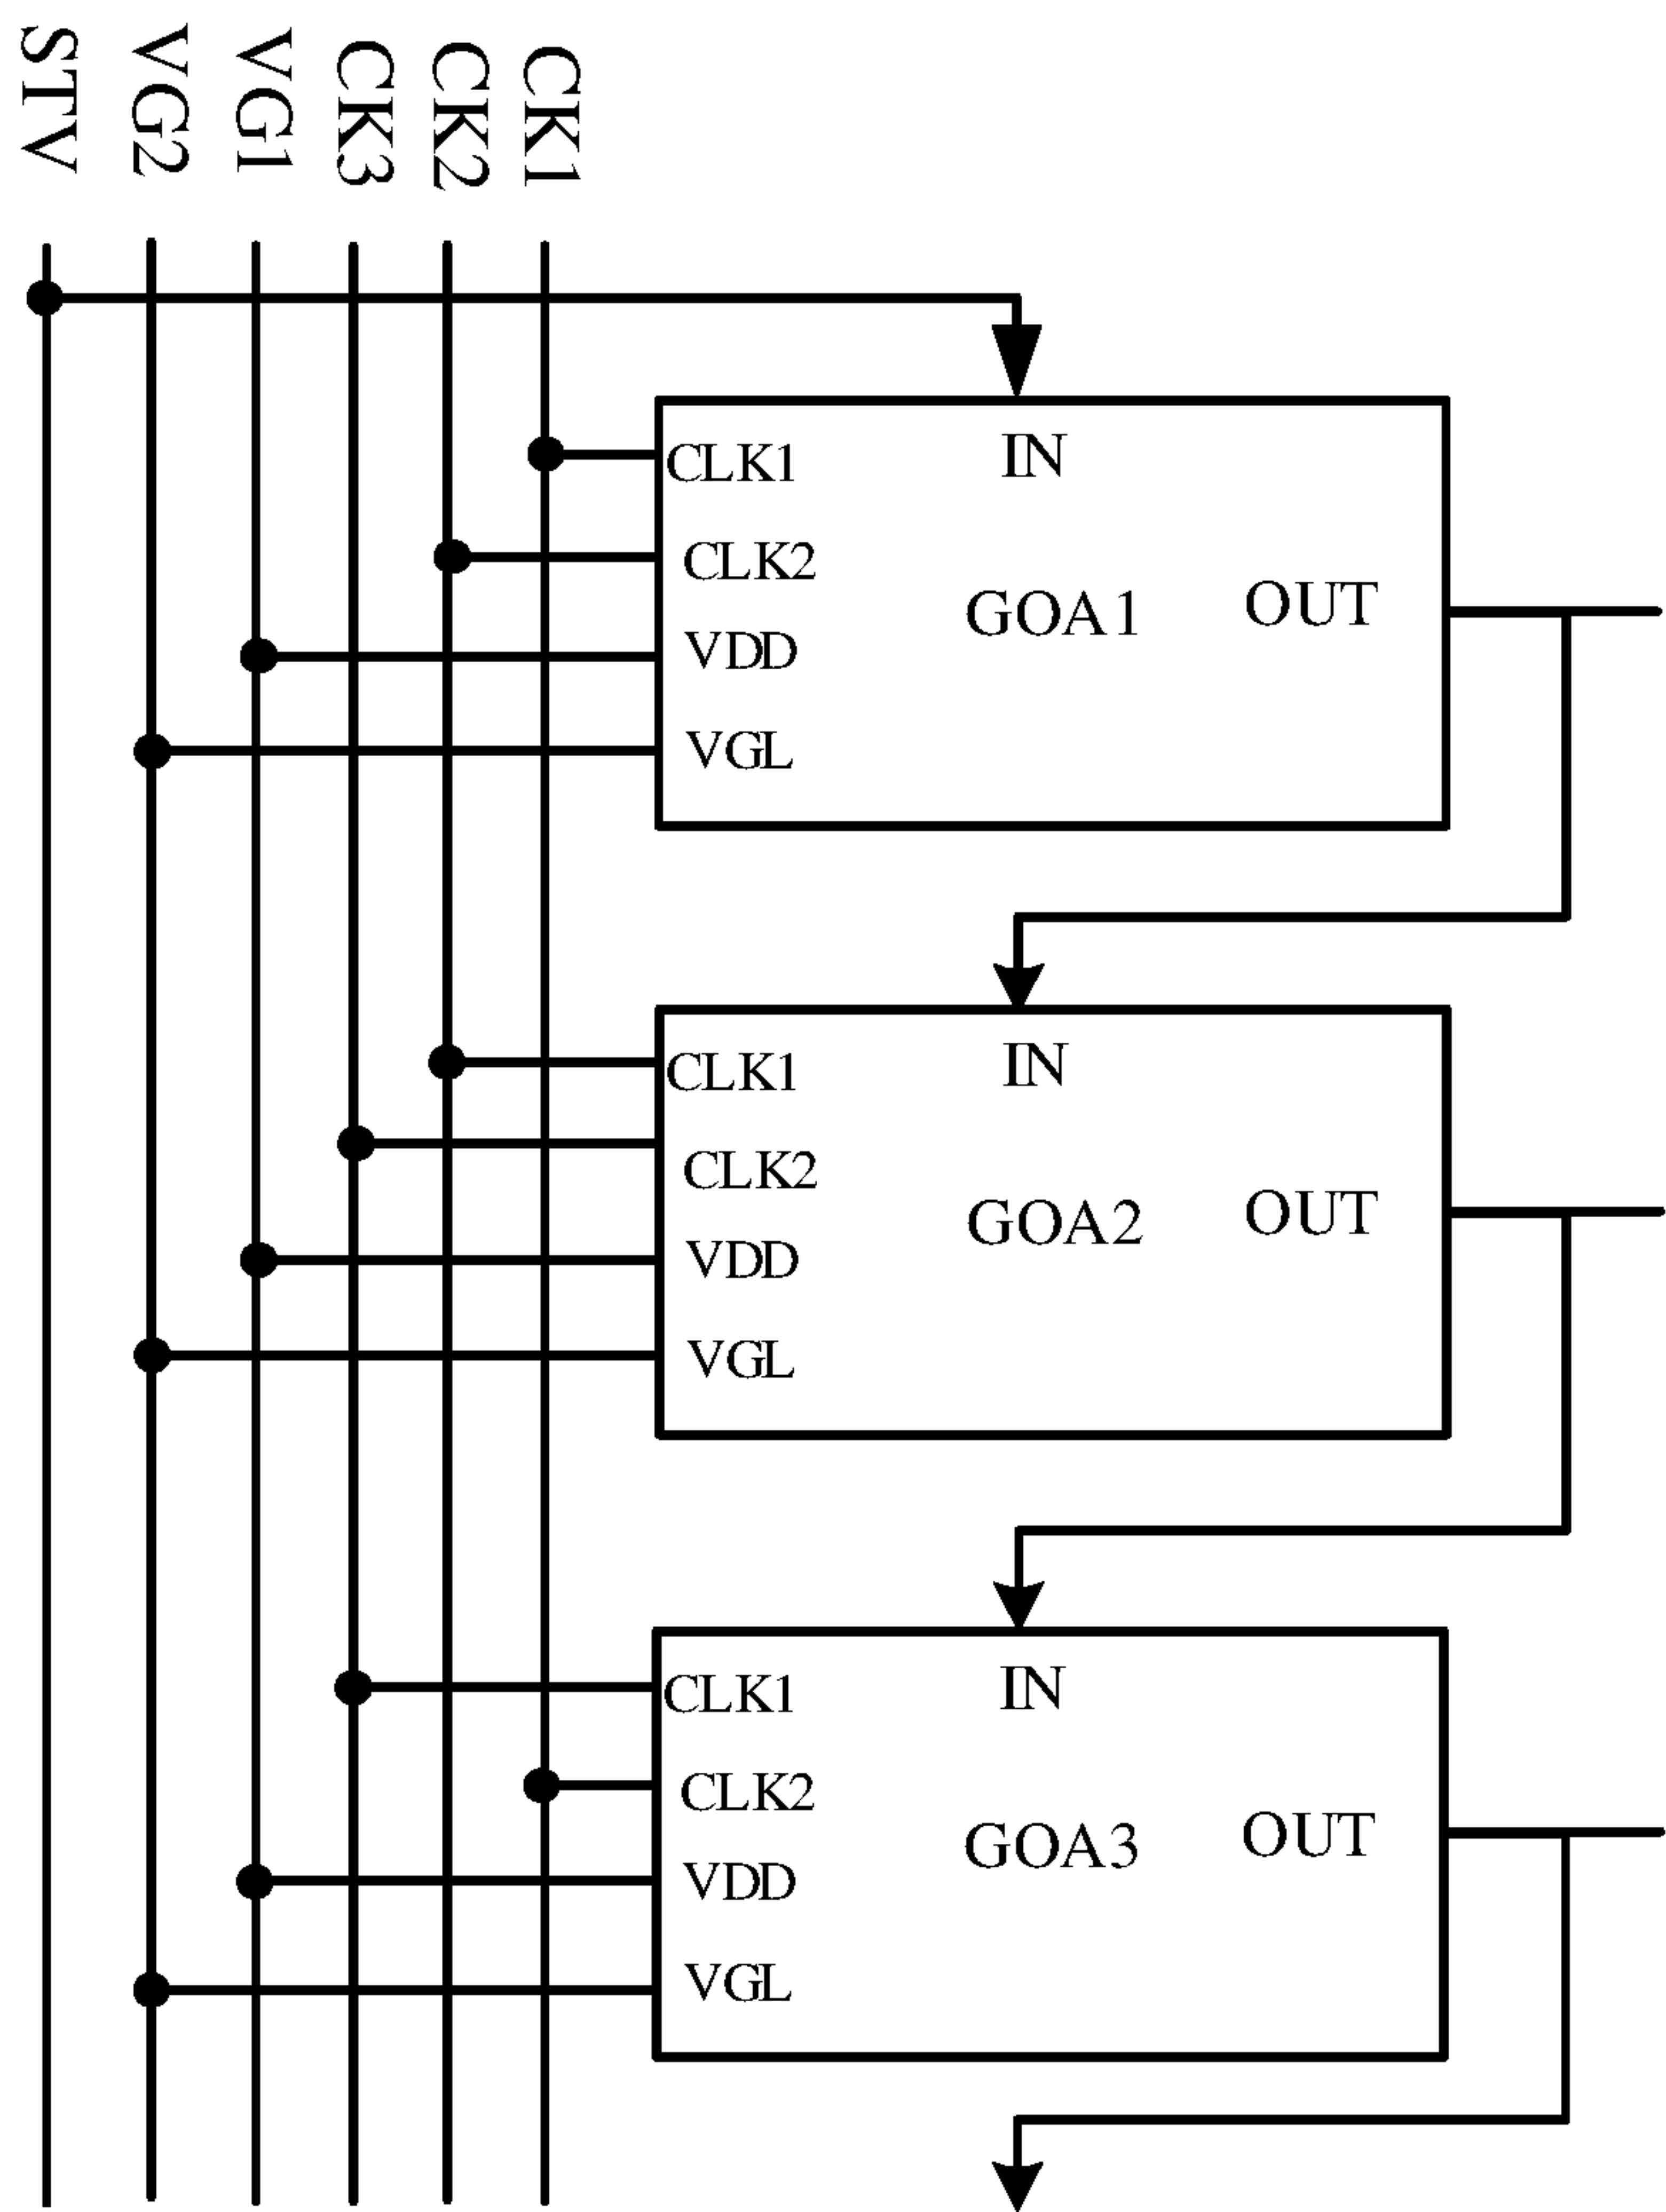 STV
VG2
VG1
CK3
CK2
CK1
CLK1
IN
CLK2
GOA1
OUT
VDD
VGL
CLK1
IN
CLK2
GOA2
OUT
VDD
VGL
CLK1
IN
CLK2
GOA3
OUT
VDD
VGL